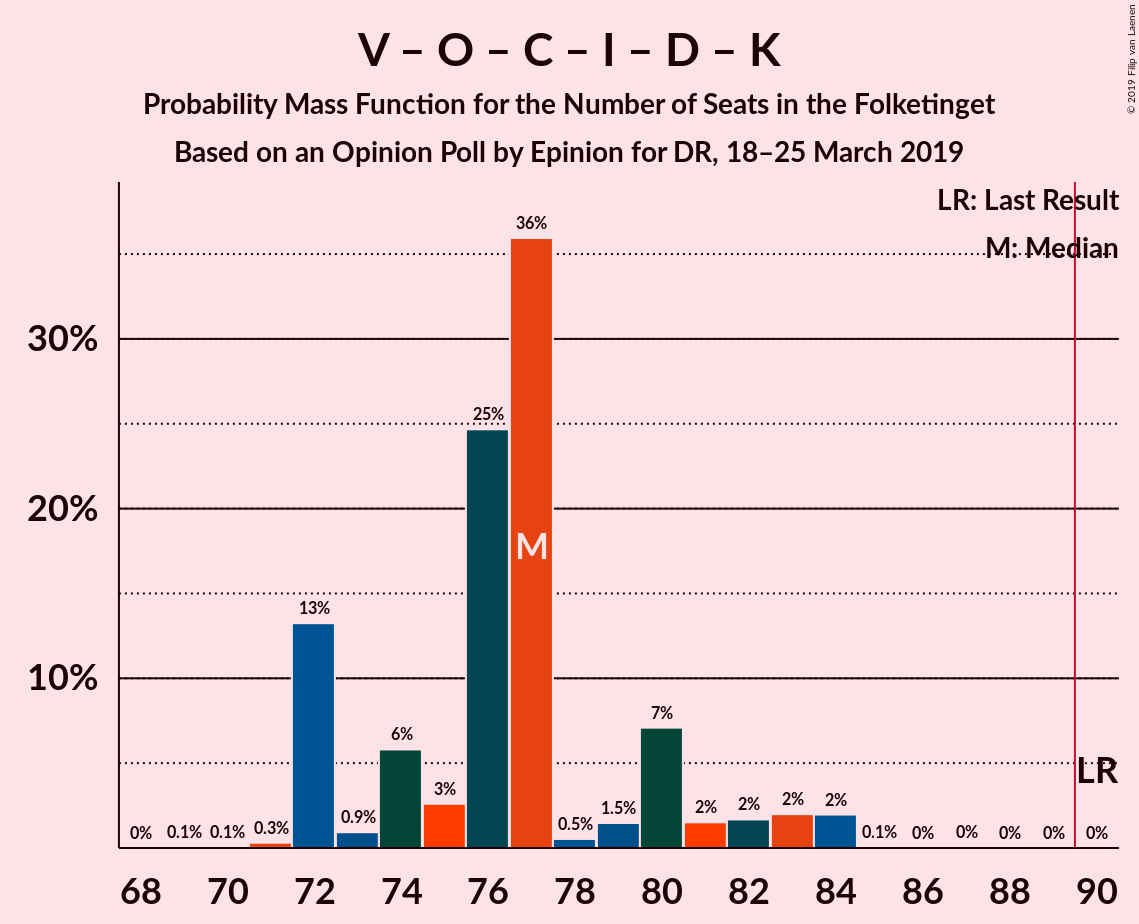 V – O – C – I – D – K
Probability Mass Function for the Number of Seats in the Folketinget
Based on an Opinion Poll by Epinion for DR, 18–25 March 2019
© 2019 Filip van Laenen
LR: Last Result
M: Median
30%
20%
10%
0% 0.1% 0.1% 0.3% 13% 0.9% 6% 3% 25% 36% 0.5% 1.5% 7% 2% 2% 2% 2% 0.1% 0% 0% 0% 0% 0%
M
LR
68 70 72 74 76 78 80 82 84 86 88 90